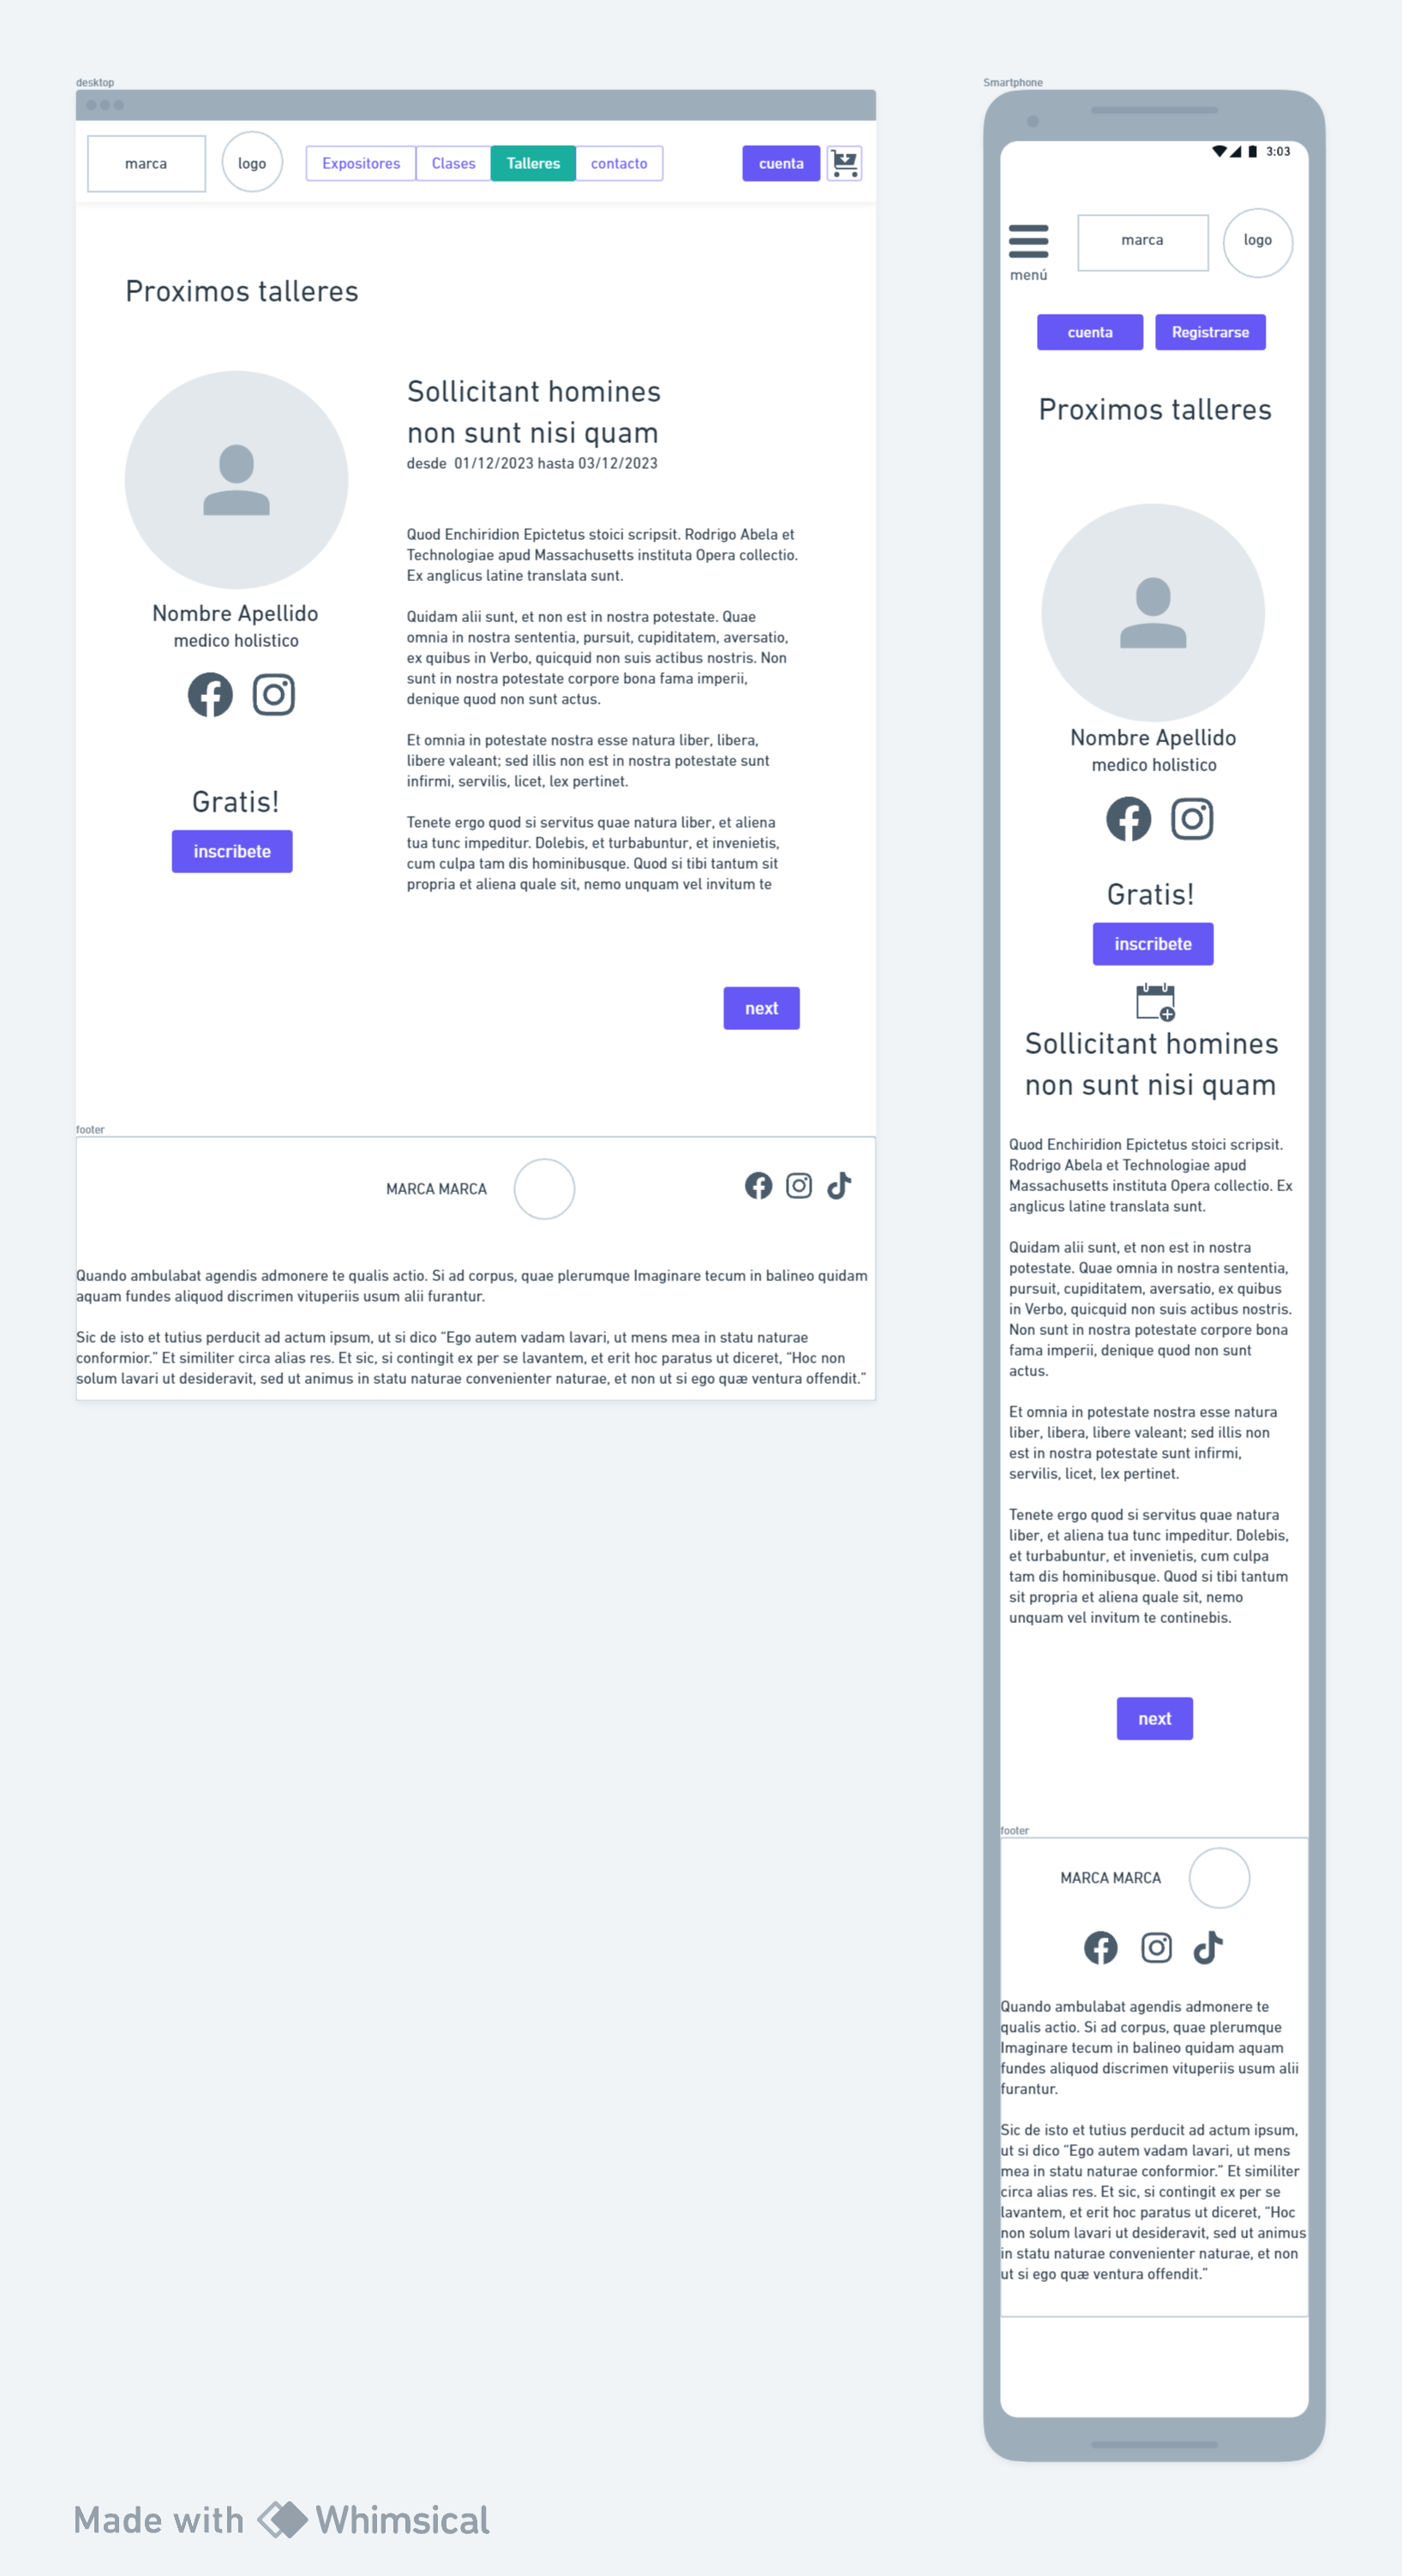 desktop
marca
logo
Expositores
Clases
Talleres
contacto
cuenta
Proximos talleres
Nombre Apellido
medico holistico
Gratis!
inscribete
Sollicitant homines
non sunt nisi quam
desde 01/12/2023 hasta 03/12/2023
Quod Enchiridion Epictetus stoici scripsit. Rodrigo Abela et
Technologiae apud Massachusetts instituta Opera collectio.
Ex anglicus latine translata sunt.
Quidam alii sunt, et non est in nostra potestate. Quae
omnia in nostra sententia, pursuit, cupiditatem, aversatio,
ex quibus in Verbo, quicquid non suis actibus nostris. Non
sunt in nostra potestate corpore bona fama imperii,
denique quod non sunt actus.
Et omnia in potestate nostra esse natura liber, libera,
libere valeant; sed illis non est in nostra potestate sunt
infirmi, servilis, licet, lex pertinet.
Tenete ergo quod si servitus quae natura liber, et aliena
tua tunc impeditur. Dolebis, et turbabuntur, et invenietis,
cum culpa tam dis hominibusque. Quod si tibi tantum sit
propria et aliena quale sit, nemo unquam vel invitum te
next
footer
MARCA MARCA
Quando ambulabat agendis admonere te qualis actio. Si ad corpus, quae plerumque Imaginare tecum in balineo quidam
aquam fundes aliquod discrimen vituperiis usum alii furantur.
Sic de isto et tutius perducit ad actum ipsum, ut si dico “Ego autem vadam lavari, ut mens mea in statu naturae
conformior.” Et similiter circa alias res. Et sic, si contingit ex per se lavantem, et erit hoc paratus ut diceret, “Hoc non
solum lavari ut desideravit, sed ut animus in statu naturae convenienter naturae, et non ut si ego quæ ventura offendit.”
Smartphone
3:03
menú
marca
logo
cuenta
Registrarse
Proximos talleres
Nombre Apellido
medico holistico
Gratis!
inscribete
Sollicitant homines
non sunt nisi quam
Quod Enchiridion Epictetus stoici scripsit.
Rodrigo Abela et Technologiae apud
Massachusetts instituta Opera collectio. Ex
anglicus latine translata sunt.
Quidam alii sunt, et non est in nostra
potestate. Quae omnia in nostra sententia,
pursuit, cupiditatem, aversatio, ex quibus
in Verbo, quicquid non suis actibus nostris.
Non sunt in nostra potestate corpore bona
fama imperii, denique quod non sunt
actus.
Et omnia in potestate nostra esse natura
liber, libera, libere valeant; sed illis non
est in nostra potestate sunt infirmi,
servilis, licet, lex pertinet.
Tenete ergo quod si servitus quae natura
liber, et aliena tua tunc impeditur. Dolebis,
et turbabuntur, et invenietis, cum culpa
tam dis hominibusque. Quod si tibi tantum
sit propria et aliena quale sit, nemo
unquam vel invitum te continebis.
next
footer
MARCA MARCA
Quando ambulabat agendis admonere te
qualis actio. Si ad corpus, quae plerumque
Imaginare tecum in balineo quidam aquam
fundes aliquod discrimen vituperiis usum alii
furantur.
Sic de isto et tutius perducit ad actum ipsum,
ut si dico “Ego autem vadam lavari, ut mens
mea in statu naturae conformior.” Et similiter
circa alias res. Et sic, si contingit ex per se
lavantem, et erit hoc paratus ut diceret, “Hoc
non solum lavari ut desideravit, sed ut animus
in statu naturae convenienter naturae, et non
ut si ego quæ ventura offendit.”
Made with Whimsical